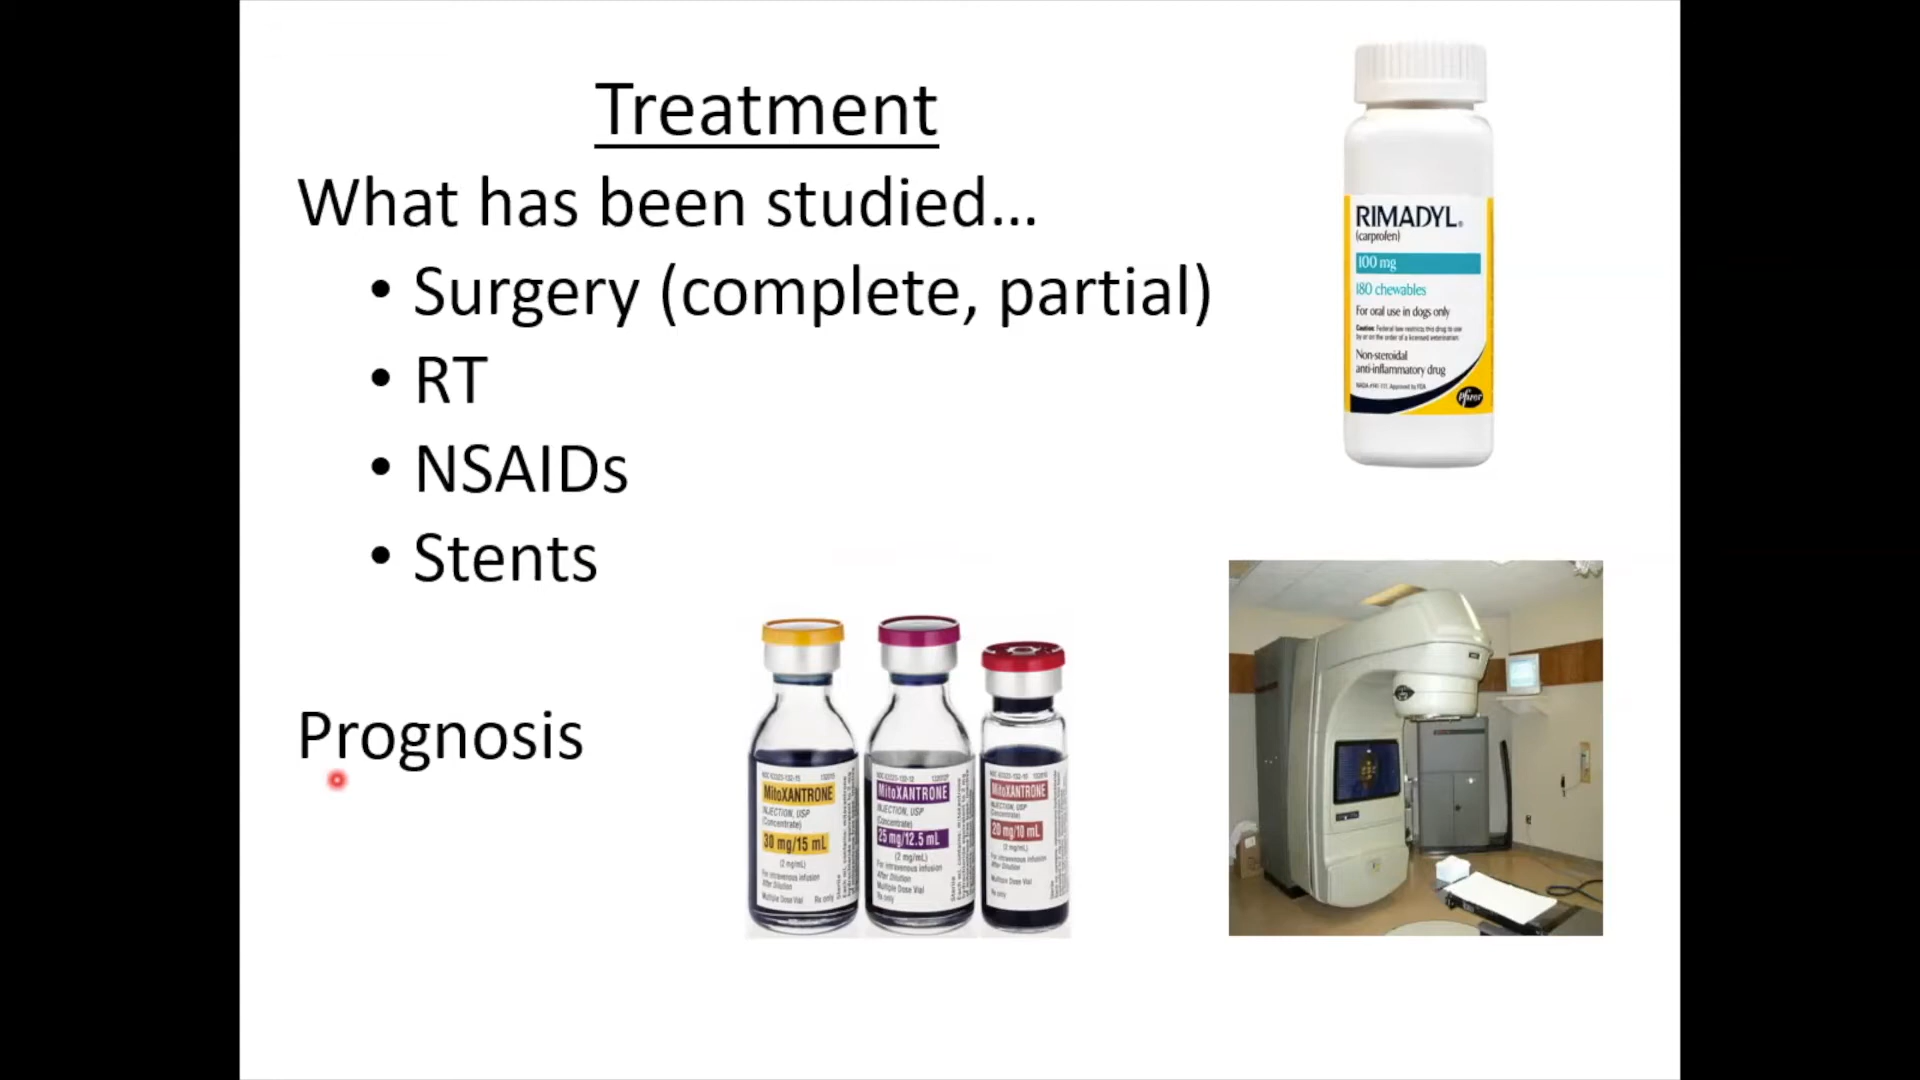 Treatment
What has been studied...
• Surgery (complete, partial)
• RT
• NSAIDs
• Stents
Prognosis
RIMADYL®
(carprofen)
100 mg
180 chewables
For oral use in dogs only
Caution: Federal law restricts this drug to use
by or on the order of a licensed veterinarian.
Non-steroidal
anti-inflammatory drug
Pfizer
MitoXANTRONE
INJECTION, USP
(Concentrate)
30 mg/15 mL
(2 mg/mL)
For intravenous infusion
After Dilution
Multiple Dose Vial Rx only
MitoXANTRONE
INJECTION, USP
(Concentrate)
25 mg/12.5 mL
(2 mg/mL)
For intravenous infusion
After Dilution
Multiple Dose Vial
Rx only
MitoXANTRONE
INJECTION, USP
(Concentrate)
20 mg/10 mL
(2 mg/mL)
For intravenous infusion
After Dilution
Multiple Dose Vial
Rx only